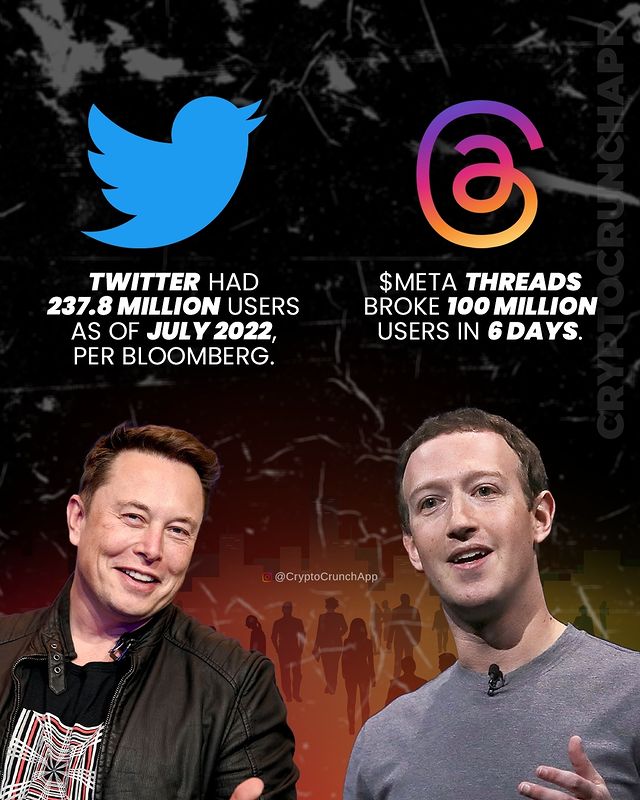 TWITTER HAD
237.8 MILLION USERS
AS OF JULY 2022,
PER BLOOMBERG.
$META THREADS
BROKE 100 MILLION
USERS IN 6 DAYS.
CRYPTOCRUNCHAPP
@CryptoCrunchApp